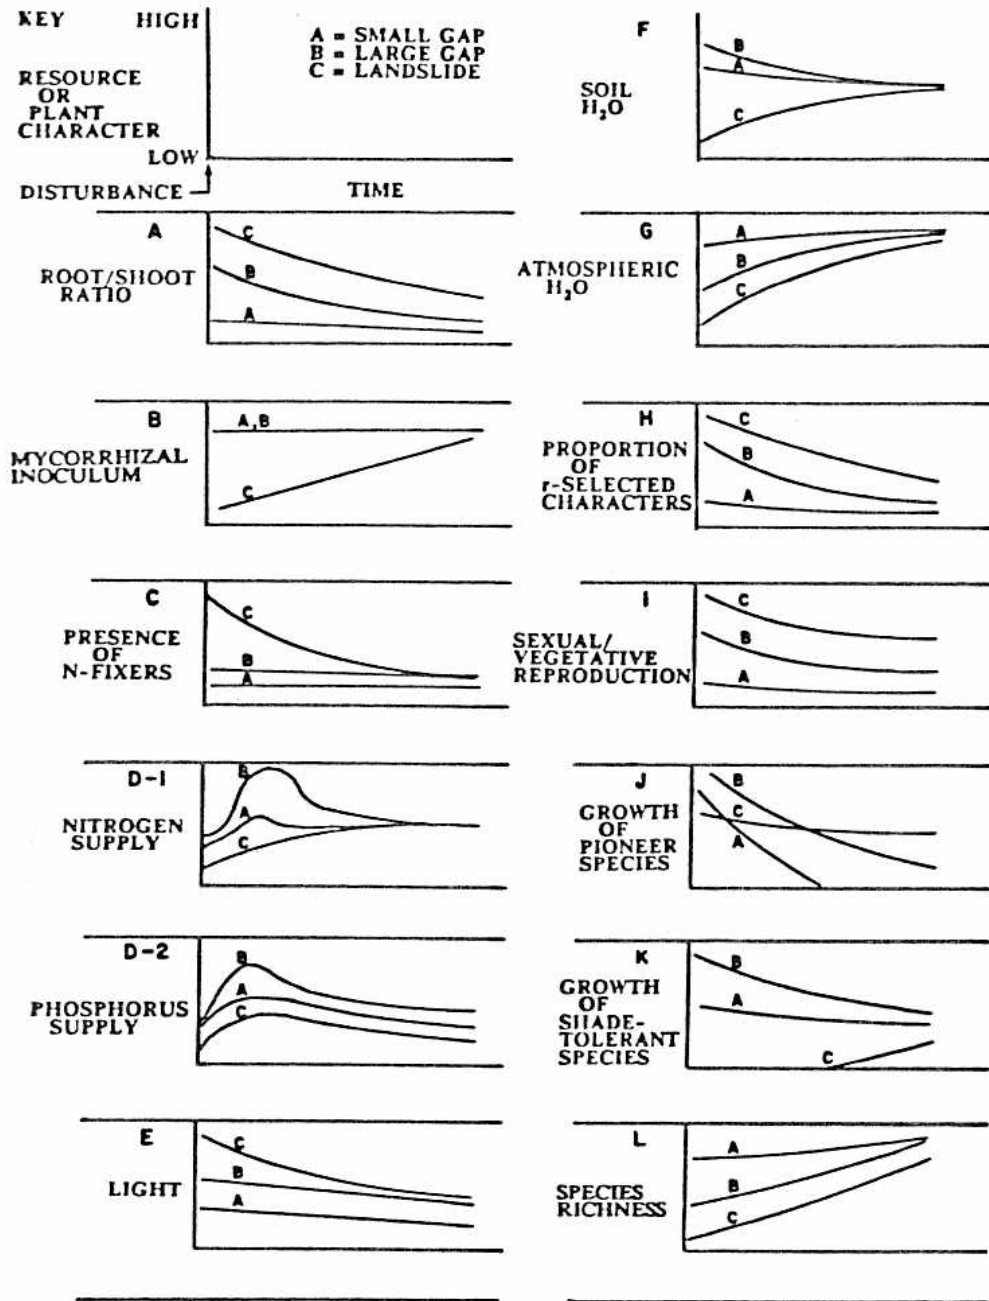 KEY HIGH
A = SMALL GAP
B = LARGE GAP
C = LANDSLIDE
RESOURCE
OR
PLANT
CHARACTER
LOW
DISTURBANCE
TIME
A
ROOT/SHOOT
RATIO
C
B
A
B
MYCORRHIZAL
INOCULUM
A,B
C
C
PRESENCE
OF
N-FIXERS
C
B
A
D-1
NITROGEN
SUPPLY
B
A
C
D-2
PHOSPHORUS
SUPPLY
B
A
C
E
LIGHT
C
B
A
F
SOIL
H₂O
B
A
C
G
ATMOSPHERIC
H₂O
A
B
C
H
PROPORTION
OF
r-SELECTED
CHARACTERS
C
B
A
I
SEXUAL/
VEGETATIVE
REPRODUCTION
C
B
A
J
GROWTH
OF
PIONEER
SPECIES
B
C
A
K
GROWTH
OF
SHADE-
TOLERANT
SPECIES
B
A
C
L
SPECIES
RICHNESS
A
B
C